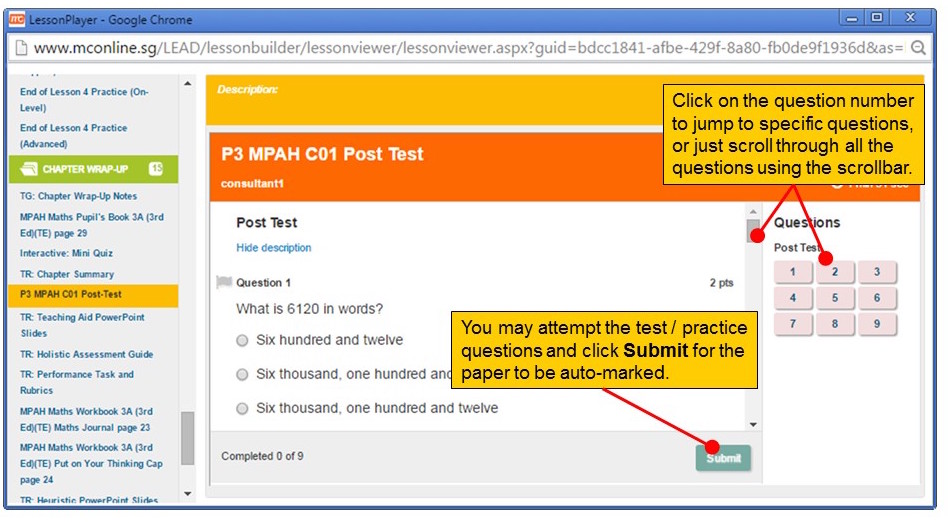 LessonPlayer - Google Chrome
www.mconline.sg/LEAD/lessonbuilder/lessonviewer/lessonviewer.aspx?guid=bdcc1841-afbe-429f-8a80-fb0de9f1936d&as=
End of Lesson 4 Practice (On-
Level)
End of Lesson 4 Practice
(Advanced)
CHAPTER WRAP-UP 15
TG: Chapter Wrap-Up Notes
MPAH Maths Pupil's Book 3A (3rd
Ed)(TE) page 29
Interactive: Mini Quiz
TR: Chapter Summary
P3 MPAH C01 Post-Test
TR: Teaching Aid PowerPoint
Slides
TR: Holistic Assessment Guide
TR: Performance Task and
Rubrics
MPAH Maths Workbook 3A (3rd
Ed)(TE) Maths Journal page 23
MPAH Maths Workbook 3A (3rd
Ed)(TE) Put on Your Thinking Cap
page 24
TR: Heuristic PowerPoint Slides
Description:
P3 MPAH C01 Post Test
consultant1
Click on the question number
to jump to specific questions,
or just scroll through all the
questions using the scrollbar.
Post Test
Hide description
Question 1
2 pts
What is 6120 in words?
Six hundred and twelve
Six thousand, one hundred and
Six thousand, one hundred and twelve
You may attempt the test / practice
questions and click Submit for the
paper to be auto-marked.
Completed 0 of 9
Submit
Questions
Post Test
1 2 3
4 5 6
7 8 9